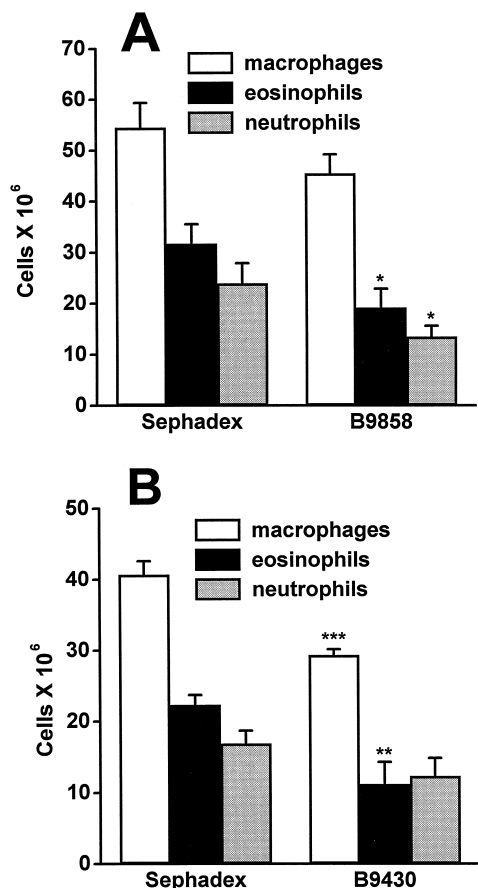 A
70
macrophages
60
eosinophils
neutrophils
50
40
Cells X 10⁶
30
*
20
*
10
0
Sephadex B9858
B
50
macrophages
eosinophils
40
neutrophils
***
30
Cells X 10⁶
20
**
10
0
Sephadex B9430